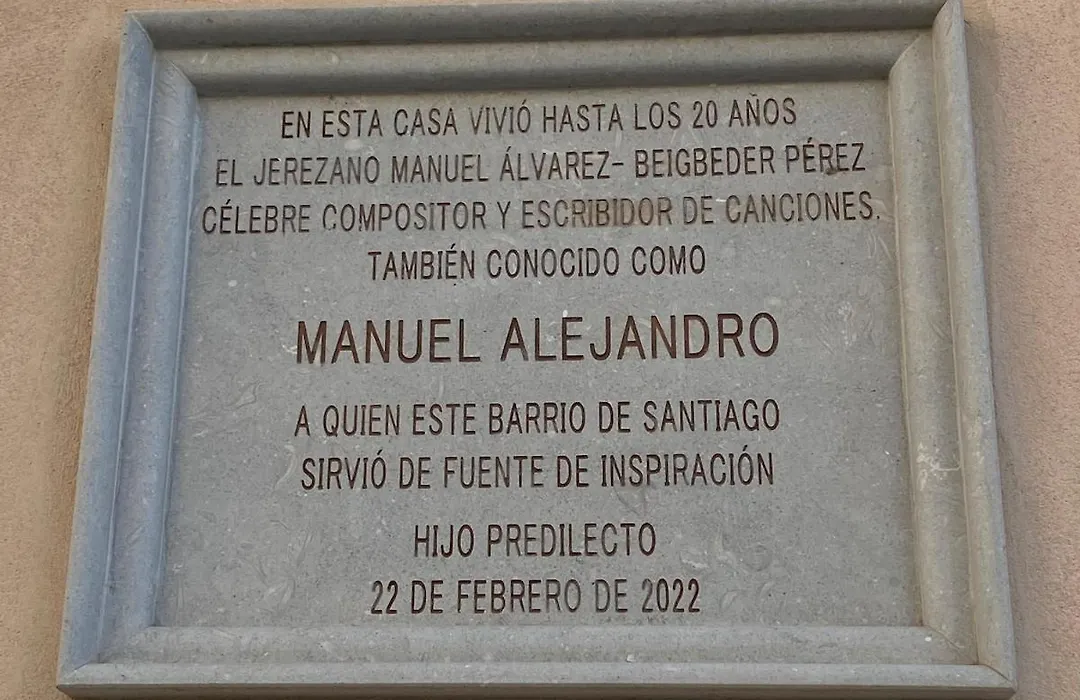 EN ESTA CASA VIVIÓ HASTA LOS 20 AÑOS
EL JEREZANO MANUEL ÁLVAREZ- BEIGBEDER PÉREZ
CÉLEBRE COMPOSITOR Y ESCRIBIDOR DE CANCIONES.
TAMBIÉN CONOCIDO COMO
MANUEL ALEJANDRO
A QUIEN ESTE BARRIO DE SANTIAGO
SIRVIÓ DE FUENTE DE INSPIRACIÓN
HIJO PREDILECTO
22 DE FEBRERO DE 2022